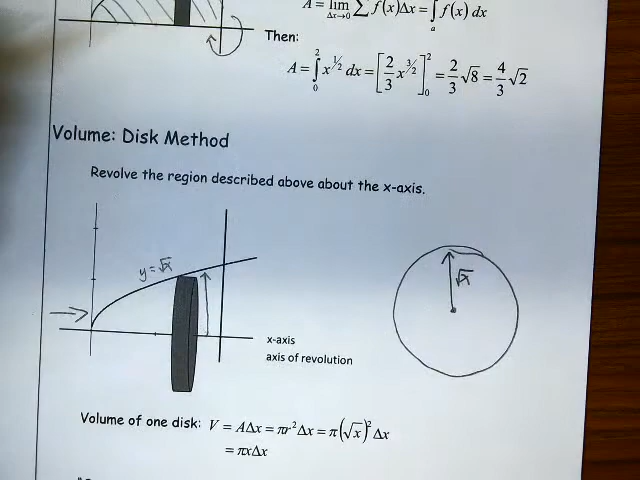 A = lim Δx→0 ∑ f(x)Δx = ∫ₐ f(x) dx
Then:
A = ∫₀² x^½ dx = [2/3 x^3/2]₀² = 2/3 √8 = 4/3 √2
Volume: Disk Method
Revolve the region described above about the x-axis.
y = √x
√x
x-axis
axis of revolution
Volume of one disk: V = AΔx = πr²Δx = π(√x)²Δx
= πxΔx